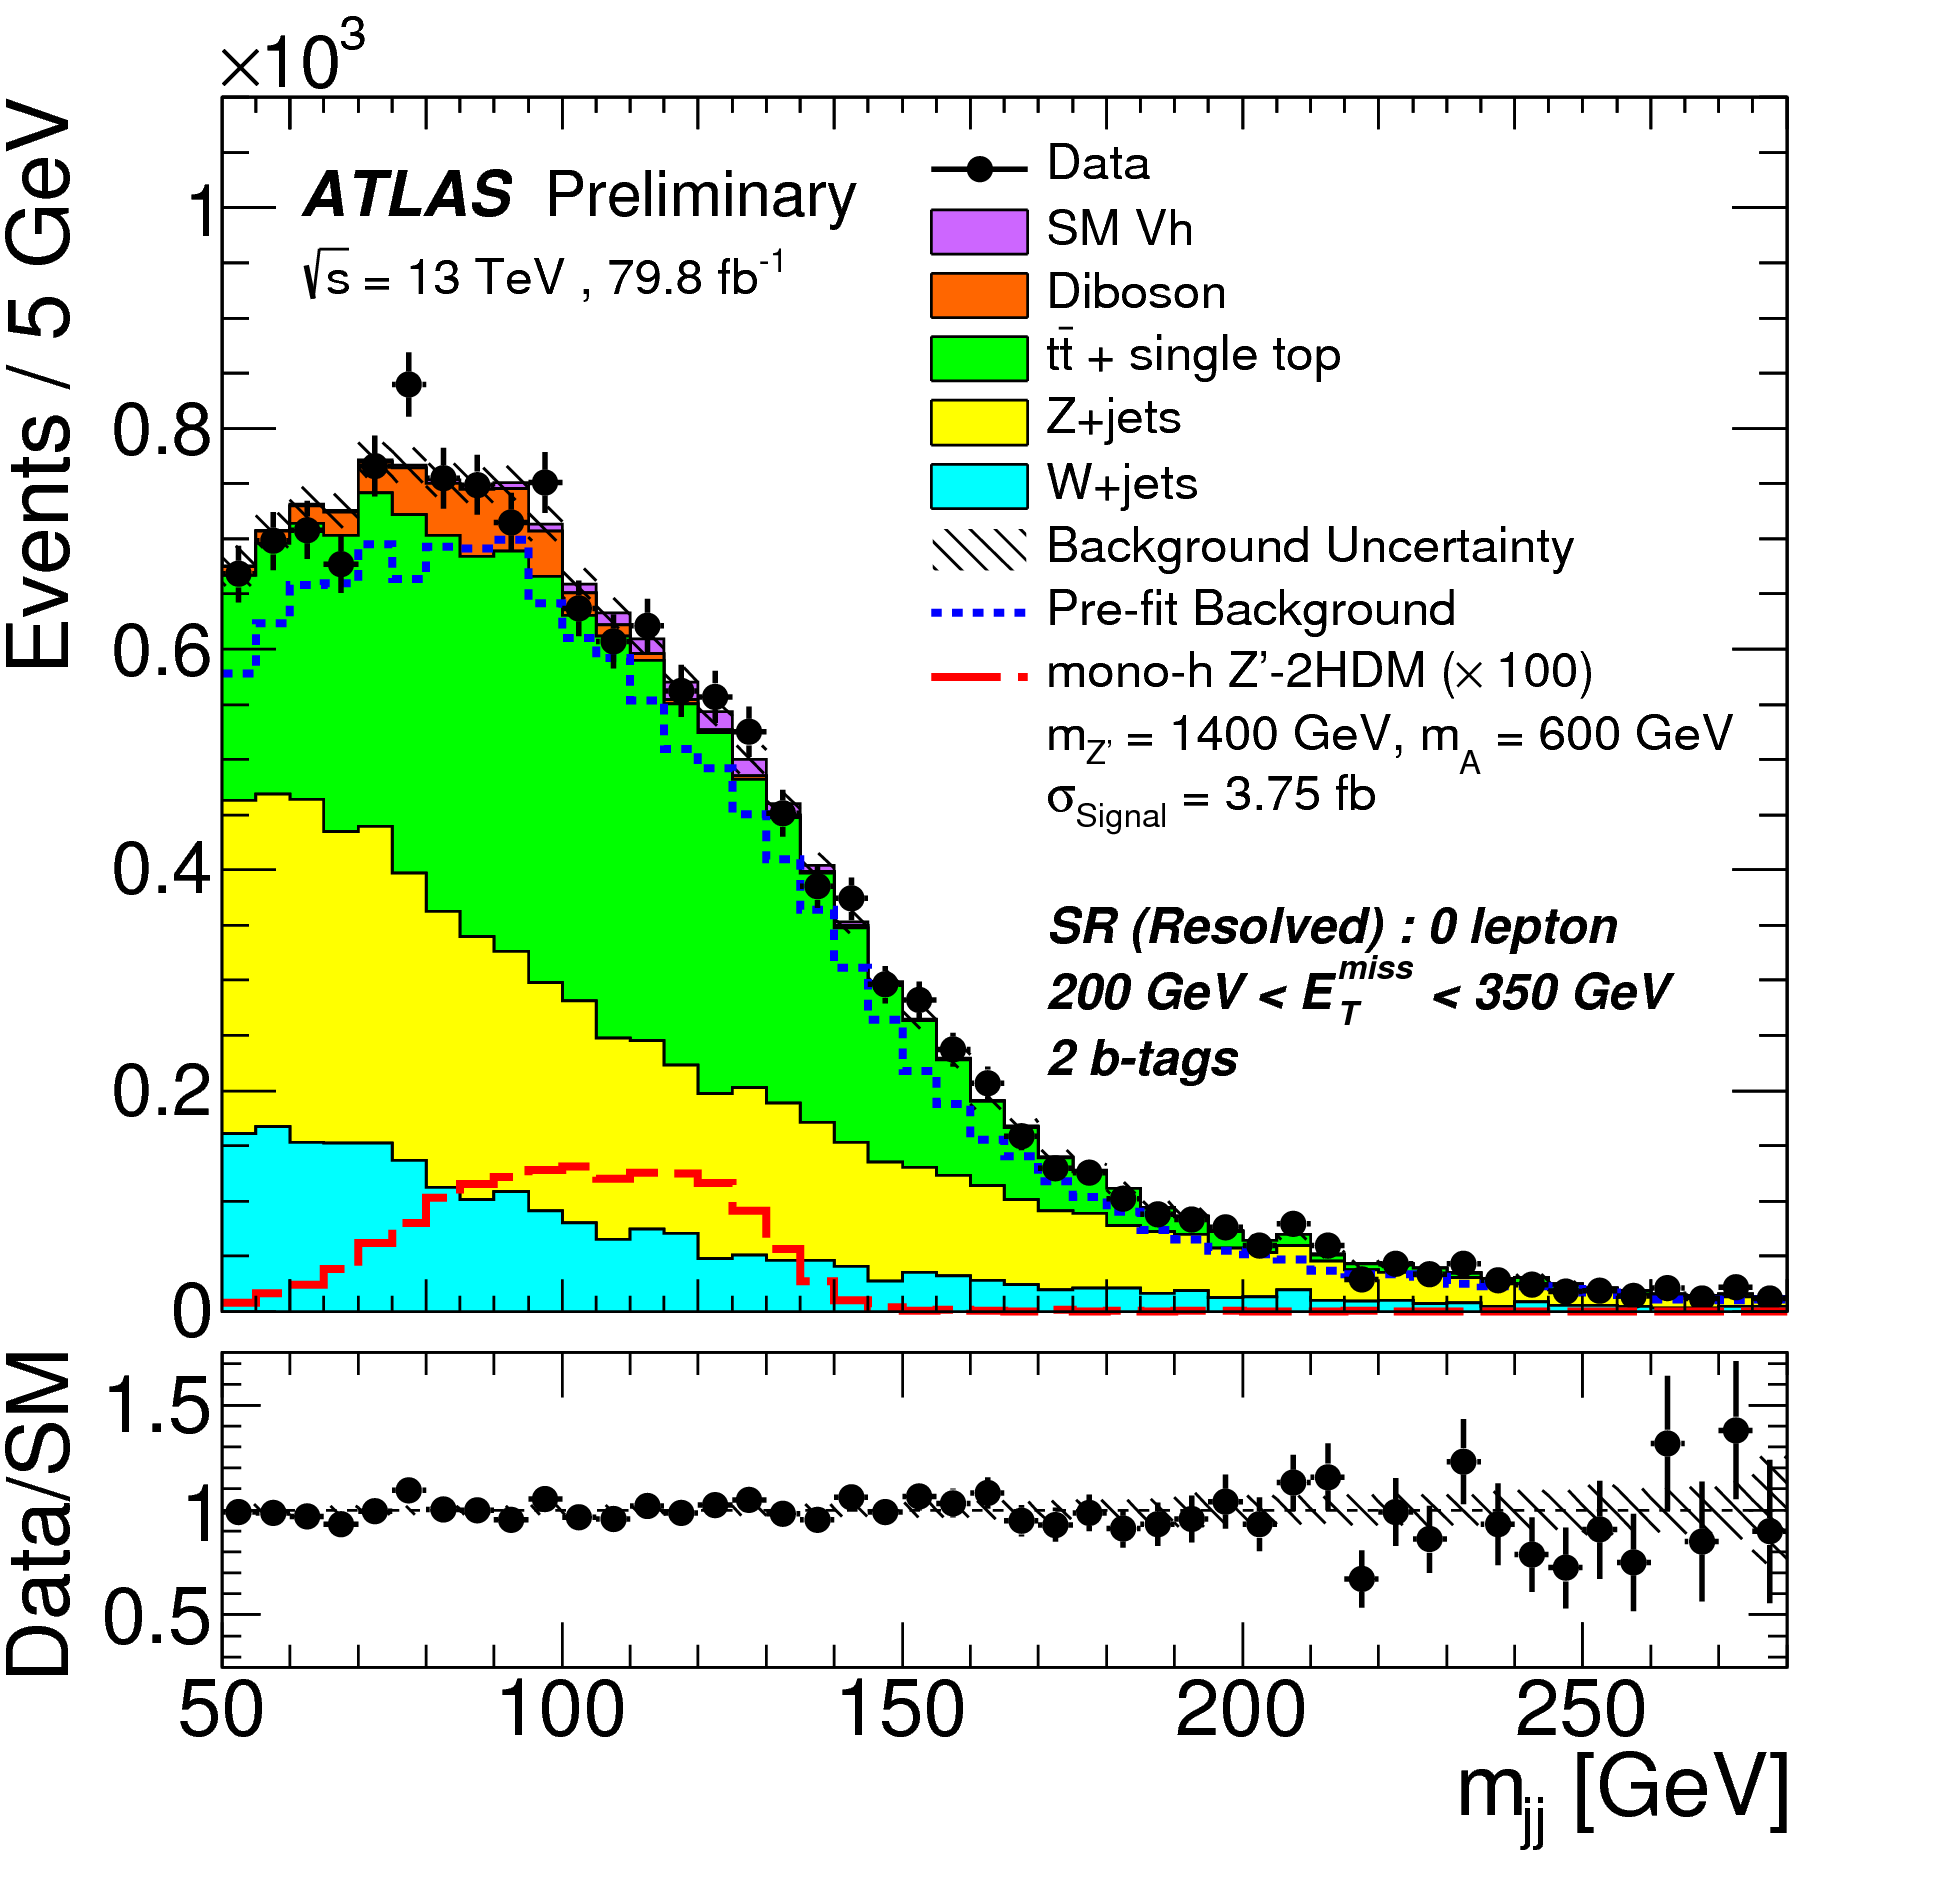 ×10³
Events / 5 GeV
1
0.8
0.6
0.4
0.2
0
ATLAS Preliminary
√s = 13 TeV , 79.8 fb⁻¹
Data
SM Vh
Diboson
tt̄ + single top
Z+jets
W+jets
Background Uncertainty
Pre-fit Background
mono-h Z'-2HDM (× 100)
m_Z' = 1400 GeV, m_A = 600 GeV
σ_Signal = 3.75 fb
SR (Resolved) : 0 lepton
200 GeV < E_T^miss < 350 GeV
2 b-tags
Data/SM
1.5
1
0.5
50 100 150 200 250
m_jj [GeV]